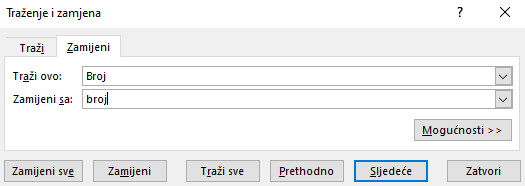 Traženje i zamjena ? ×
Traži Zamijeni
Traži ovo: Broj
Zamijeni sa: broj
Mogućnosti >>
Zamijeni sve Zamijeni Traži sve Prethodno Sljedeće Zatvori